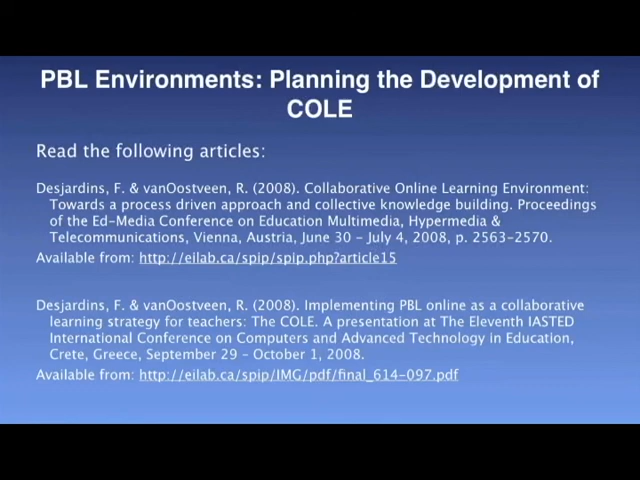 PBL Environments: Planning the Development of
COLE
Read the following articles:
Desjardins, F. & vanOostveen, R. (2008). Collaborative Online Learning Environment:
Towards a process driven approach and collective knowledge building. Proceedings
of the Ed-Media Conference on Education Multimedia, Hypermedia &
Telecommunications, Vienna, Austria, June 30 - July 4, 2008, p. 2563-2570.
Available from: http://eilab.ca/spip/spip.php?article15
Desjardins, F. & vanOostveen, R. (2008). Implementing PBL online as a collaborative
learning strategy for teachers: The COLE. A presentation at The Eleventh IASTED
International Conference on Computers and Advanced Technology in Education,
Crete, Greece, September 29 - October 1, 2008.
Available from: http://eilab.ca/spip/IMG/pdf/final_614-097.pdf